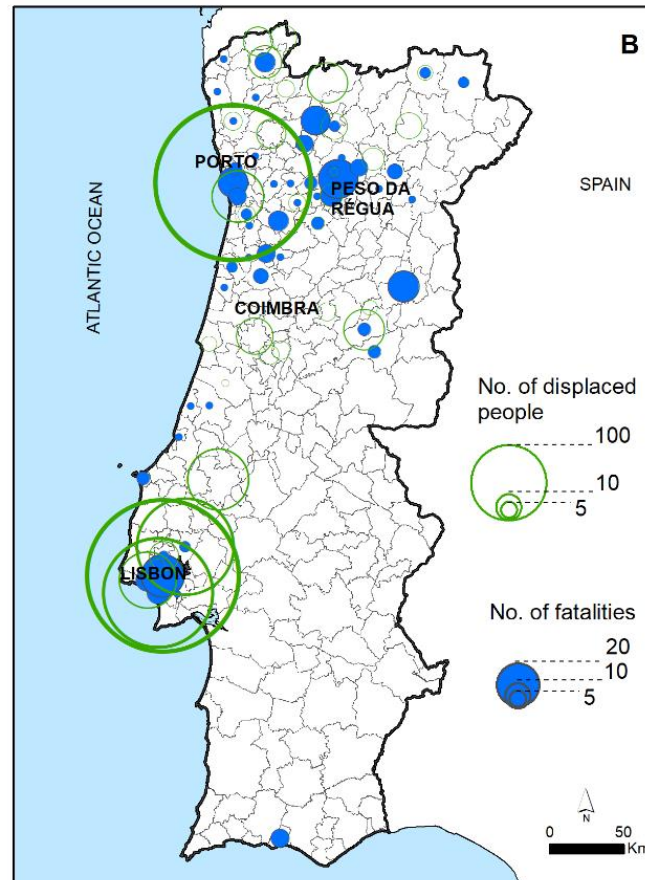 B
PORTO
PESO DA
RÉGUA
SPAIN
ATLANTIC OCEAN
COIMBRA
No. of displaced
people
100
10
5
LISBON
No. of fatalities
20
10
5
N
0 50
Km